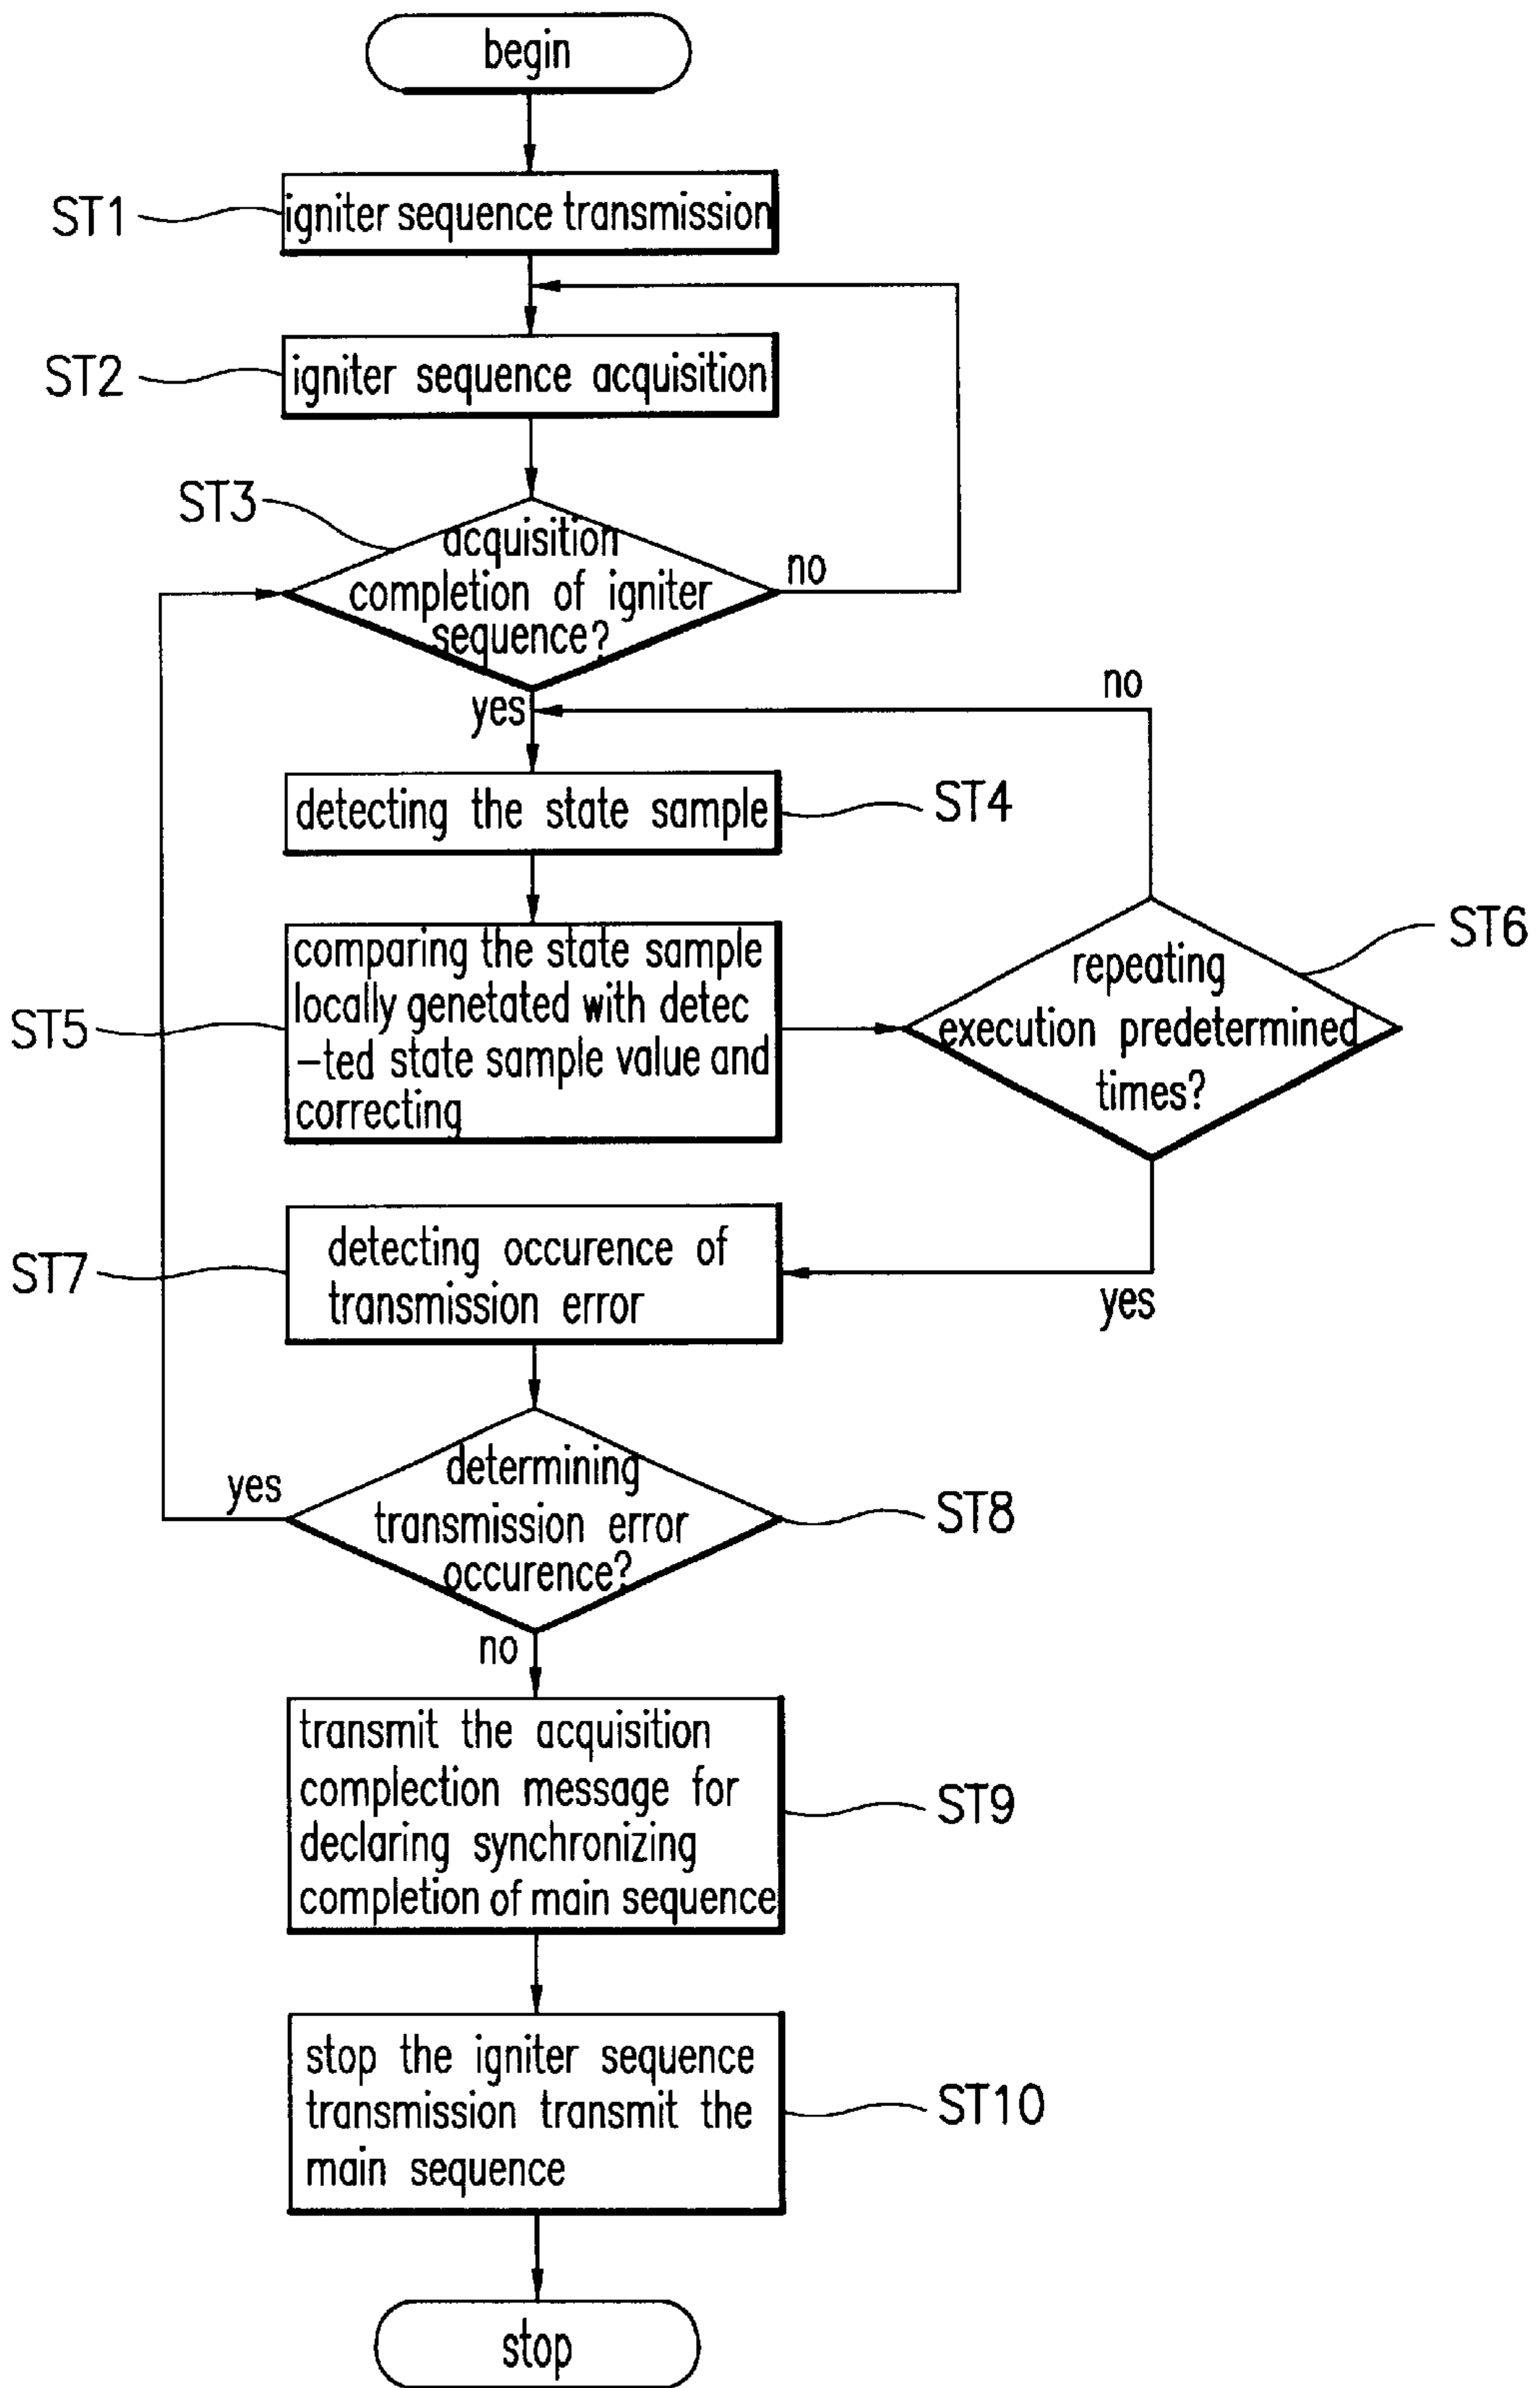 begin
ST1
igniter sequence transmission
ST2
igniter sequence acquisition
ST3
acquisition
completion of igniter
sequence?
no
yes
no
detecting the state sample
ST4
comparing the state sample
locally genetated with detec
-ted state sample value and
correcting
ST5
repeating
execution predetermined
times?
ST6
yes
detecting occurence of
transmission error
ST7
determining
transmission error
occurence?
yes
ST8
no
transmit the acquisition
complection message for
declaring synchronizing
completion of main sequence
ST9
stop the igniter sequence
transmission transmit the
main sequence
ST10
stop